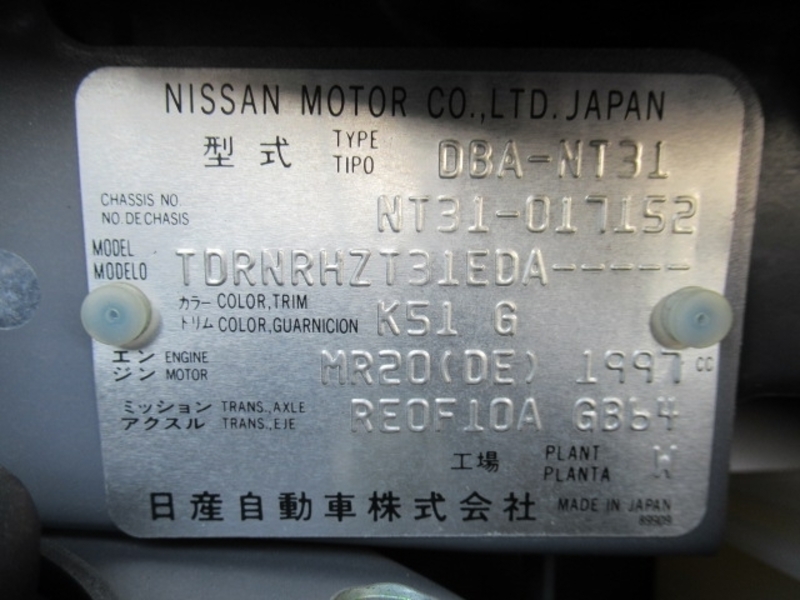 NISSAN MOTOR CO.,LTD. JAPAN
型式 TYPE TIPO DBA-NT31
CHASSIS NO. NO.DE CHASIS NT31-017152
MODEL MODELO TDRNRHZT31EDA-----
カラー COLOR,TRIM
トリム COLOR,GUARNICION K51 G
エンジン ENGINE MOTOR MR20(DE) 1997 cc
ミッション TRANS.,AXLE
アクスル TRANS.,EJE RE0F10A GB64
工場 PLANT PLANTA W
日産自動車株式会社 MADE IN JAPAN
89909